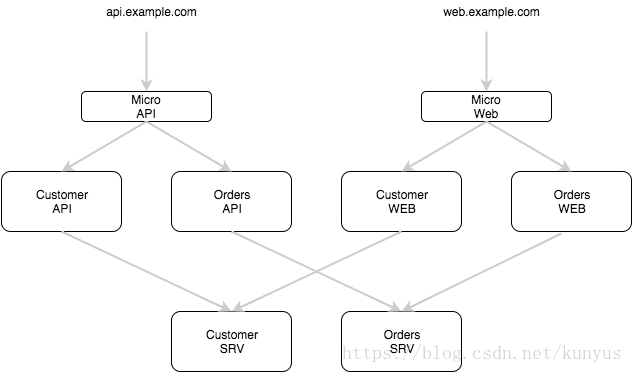 api.example.com
web.example.com
Micro
API
Micro
Web
Customer
API
Orders
API
Customer
WEB
Orders
WEB
Customer
SRV
Orders
SRV
https://blog.csdn.net/kunyus